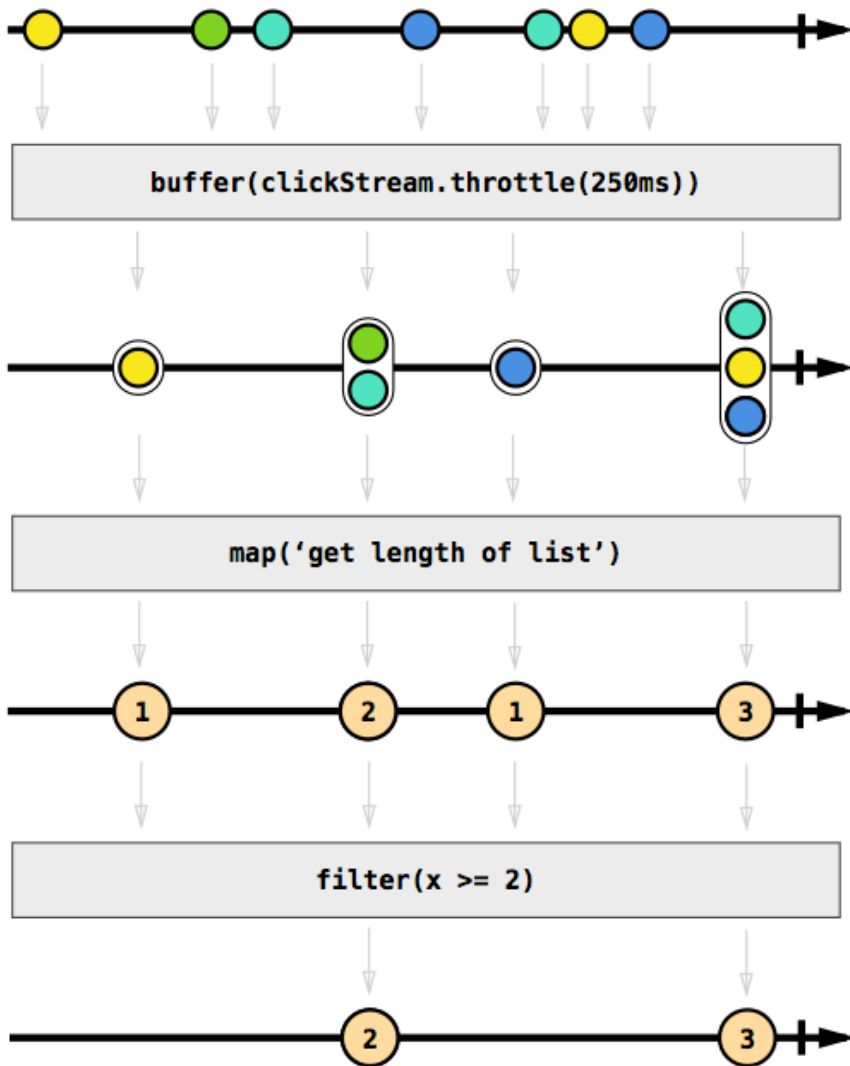 buffer(clickStream.throttle(250ms))
map(‘get length of list’)
1 2 1 3
filter(x >= 2)
2 3